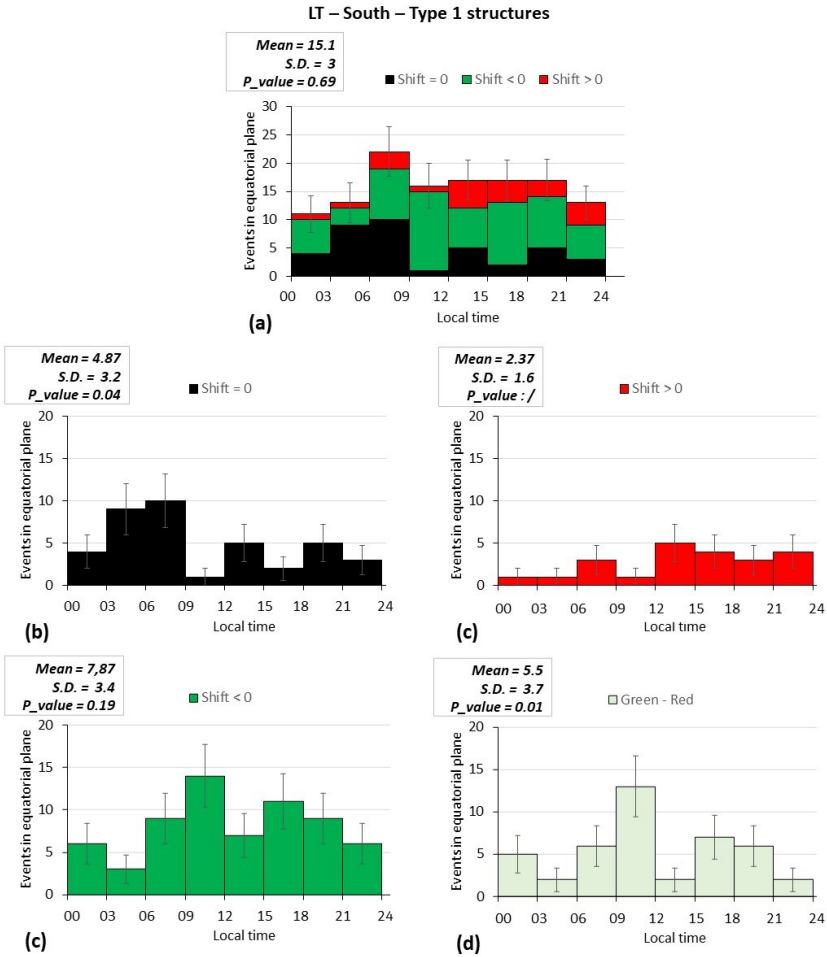 LT – South – Type 1 structures
Mean = 15.1
S.D. = 3
P_value = 0.69
Shift = 0 Shift < 0 Shift > 0
Events in equatorial plane
30
25
20
15
10
5
0
00 03 06 09 12 15 18 21 24
Local time
(a)
Mean = 4.87
S.D. = 3.2
P_value = 0.04
Shift = 0
Events in equatorial plane
20
15
10
5
0
00 03 06 09 12 15 18 21 24
Local time
(b)
Mean = 2.37
S.D. = 1.6
P_value : /
Shift > 0
Events in equatorial plane
20
15
10
5
0
00 03 06 09 12 15 18 21 24
Local time
(c)
Mean = 7,87
S.D. = 3.4
P_value = 0.19
Shift < 0
Events in equatorial plane
20
15
10
5
0
00 03 06 09 12 15 18 21 24
Local time
(c)
Mean = 5.5
S.D. = 3.7
P_value = 0.01
Green - Red
Events in equatorial plane
20
15
10
5
0
00 03 06 09 12 15 18 21 24
Local time
(d)